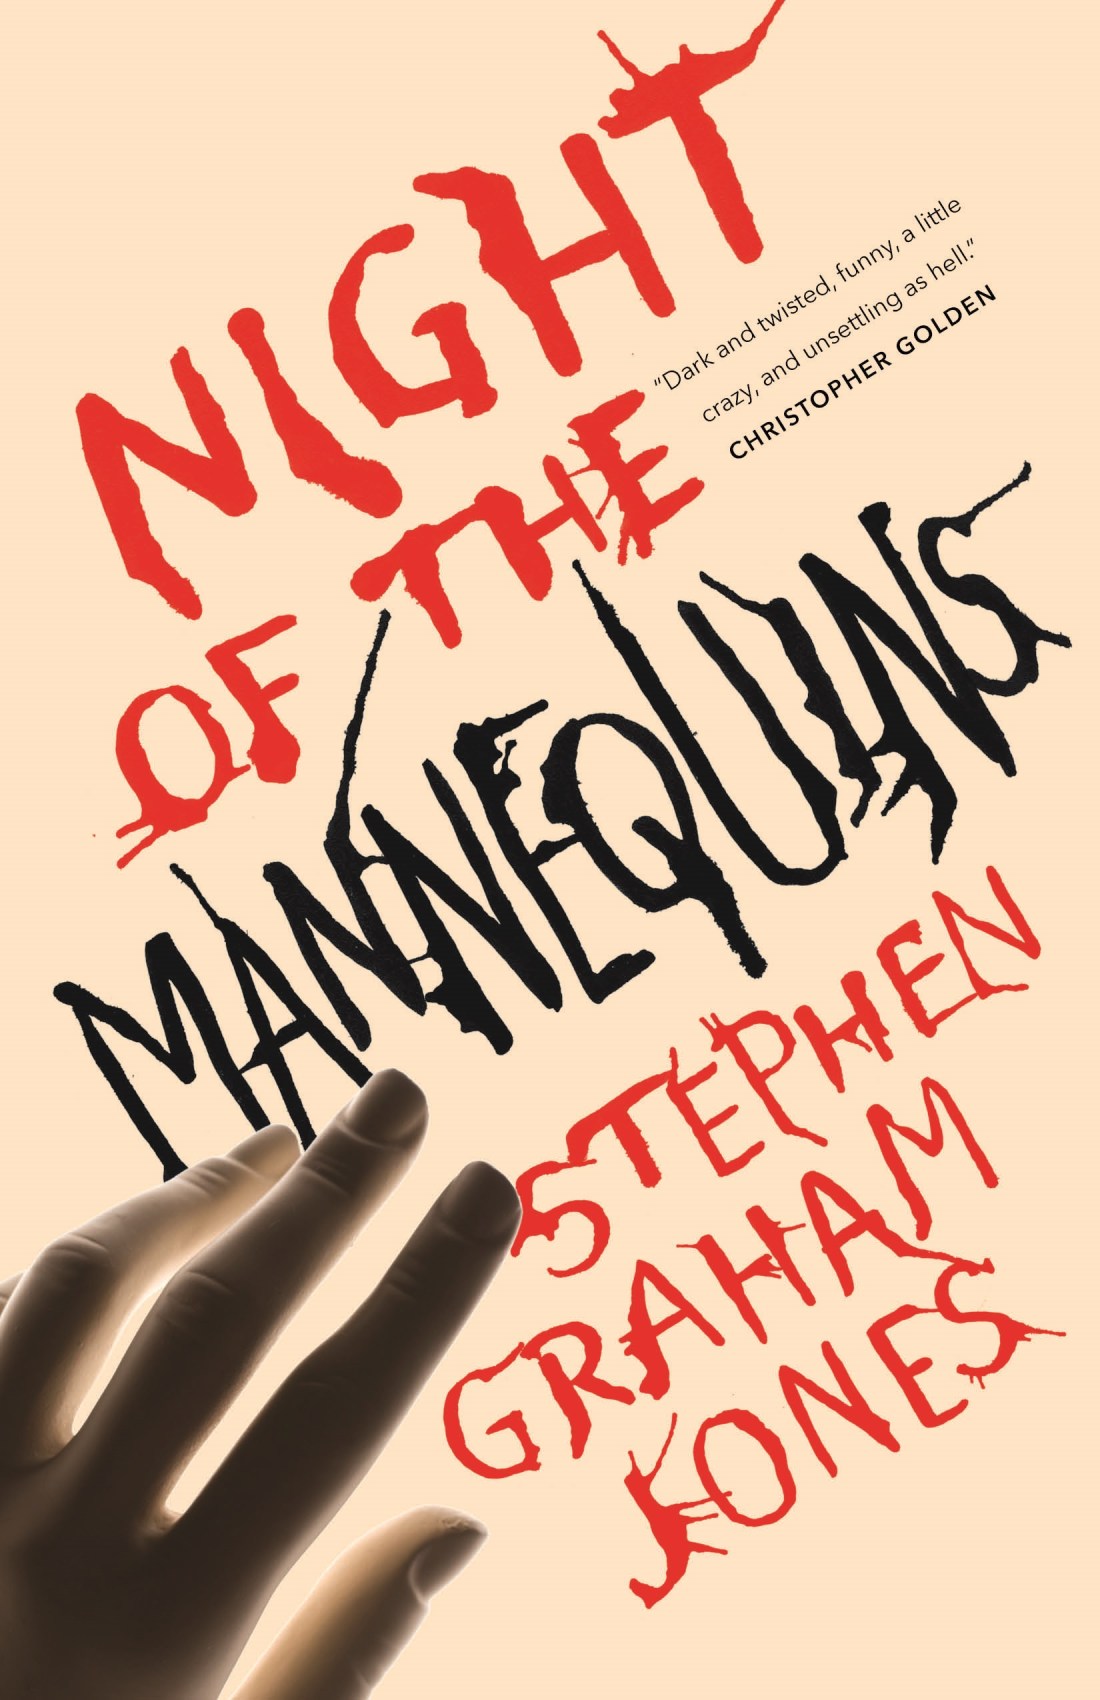 NIGHT
OF THE
"Dark and twisted, funny, a little
crazy, and unsettling as hell."
CHRISTOPHER GOLDEN
MANNEQUINS
STEPHEN
GRAHAM
JONES